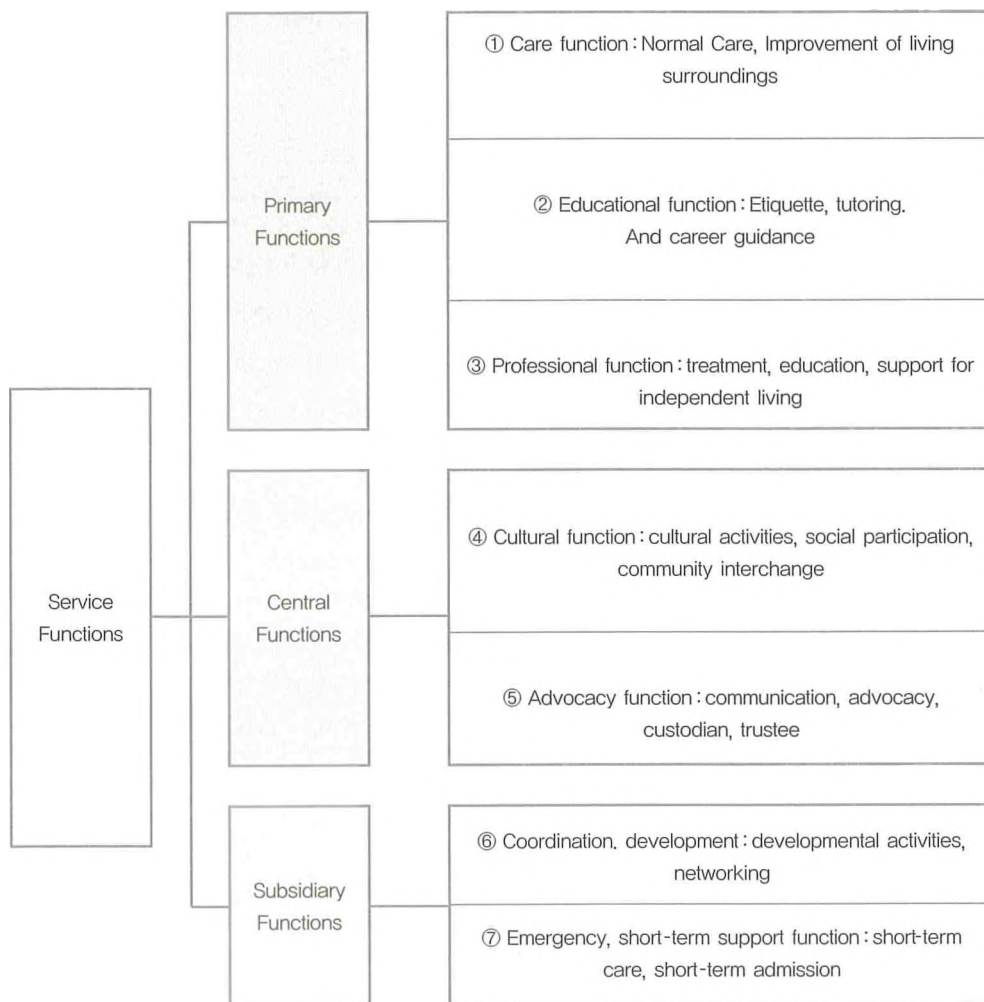 ① Care function : Normal Care, Improvement of living
surroundings
Primary
Functions
② Educational function : Etiquette, tutoring.
And career guidance
③ Professional function : treatment, education, support for
independent living
Service
Functions
Central
Functions
④ Cultural function : cultural activities, social participation,
community interchange
⑤ Advocacy function : communication, advocacy,
custodian, trustee
Subsidiary
Functions
⑥ Coordination. development : developmental activities,
networking
⑦ Emergency, short-term support function : short-term
care, short-term admission